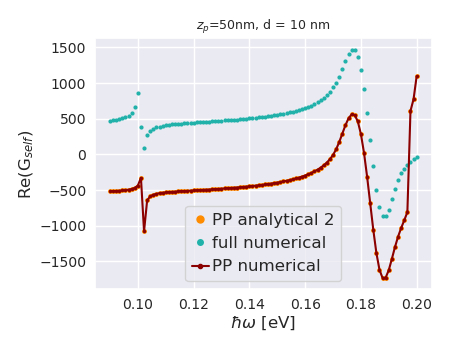 z_p=50nm, d = 10 nm
Re(G_self)
1500
1000
500
0
−500
−1000
−1500
PP analytical 2
full numerical
PP numerical
0.10 0.12 0.14 0.16 0.18 0.20
ℏω [eV]